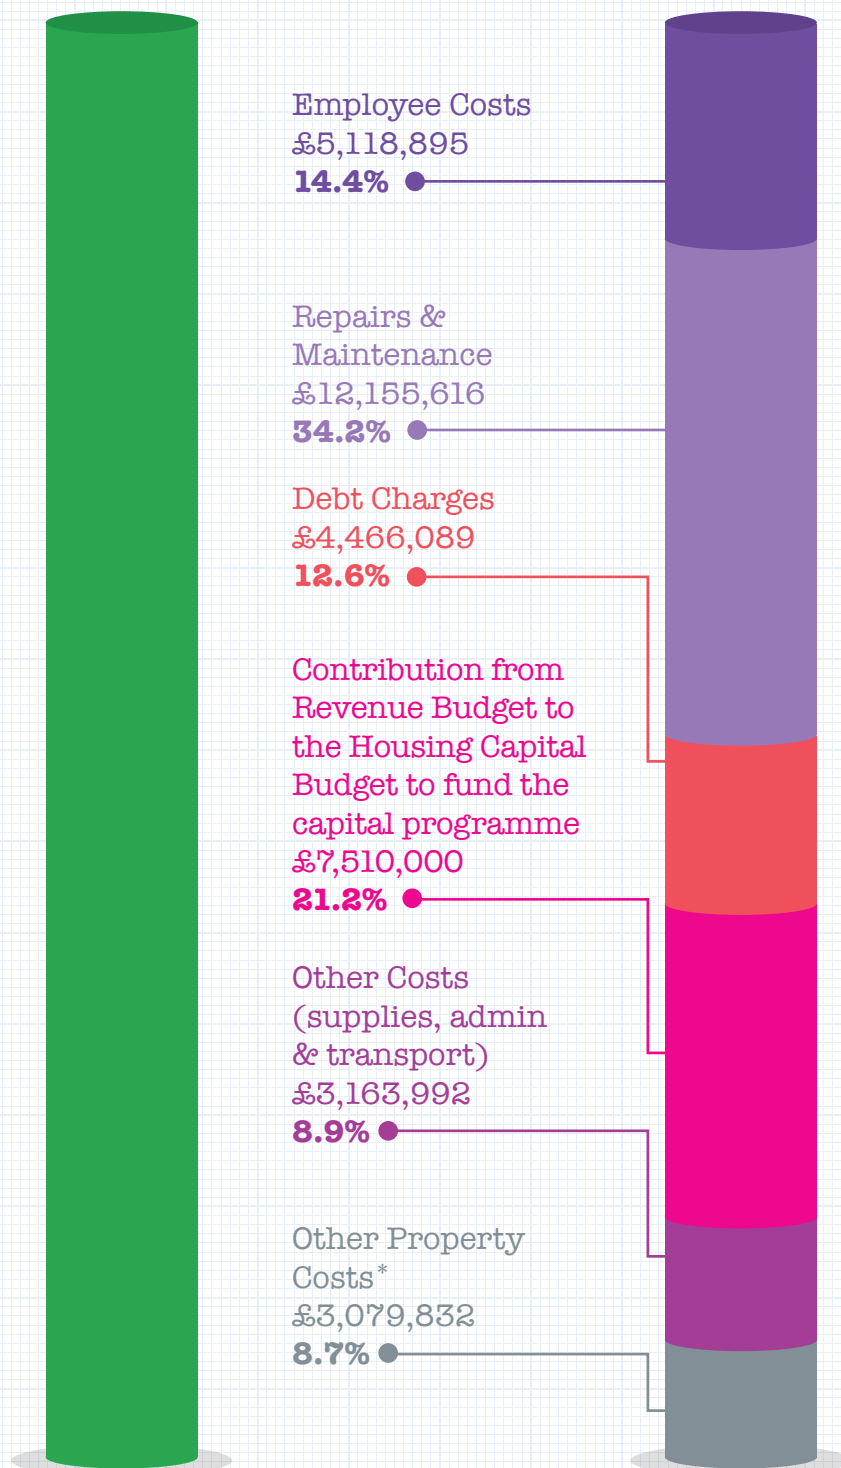 Employee Costs
£5,118,895
14.4%
Repairs &
Maintenance
£12,155,616
34.2%
Debt Charges
£4,466,089
12.6%
Contribution from
Revenue Budget to
the Housing Capital
Budget to fund the
capital programme
£7,510,000
21.2%
Other Costs
(supplies, admin
& transport)
£3,163,992
8.9%
Other Property
Costs*
£3,079,832
8.7%